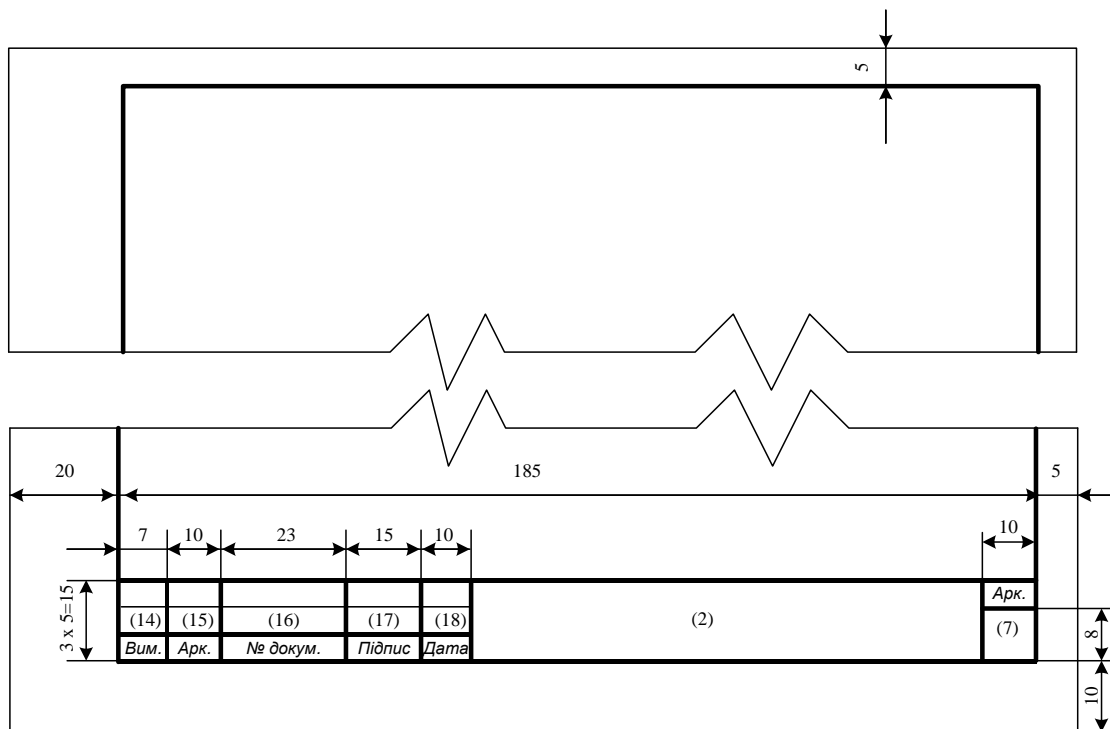 5
20 185 5
7 10 23 15 10 10
3 x 5=15
Арк.
(14) (15) (16) (17) (18) (2) (7) 8
Вим. Арк. № докум. Підпис Дата
10